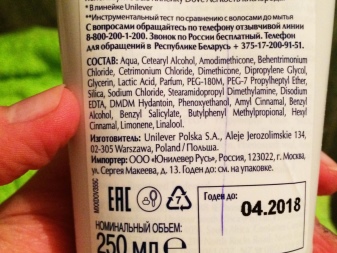 *В линейке Unilever
**Инструментальный тест по сравнению с волосами до мытья
С вопросами обращайтесь по телефону отзывчивой линии
8-800-200-1-200. Звонок по России бесплатный. Телефон
для обращений в Республике Беларусь + 375-17-200-91-51.
СОСТАВ: Aqua, Cetearyl Alcohol, Amodimethicone, Behentrimonium
Chloride, Cetrimonium Chloride, Dimethicone, Dipropylene Glycol,
Glycerin, Lactic Acid, Parfum, PEG-180M, PEG-7 Propylheptyl Ether,
Silica, Sodium Chloride, Stearamidopropyl Dimethylamine, Disodium
EDTA, DMDM Hydantoin, Phenoxyethanol, Amyl Cinnamal, Benzyl
Alcohol, Benzyl Salicylate, Butylphenyl Methylpropional, Hexyl
Cinnamal, Limonene, Linalool.
Изготовитель: Unilever Polska S.A., Aleje Jerozolimskie 134,
02-305 Warszawa, Poland / Польша.
Импортер: ООО «Юнилевер Русь», Россия, 123022, г. Москва,
ул. Сергея Макеева, д. 13. Годен до: см. на упаковке.
EAC
7
Годен до:
04.2018
НОМИНАЛЬНЫЙ ОБЪЕМ:
250 мл e